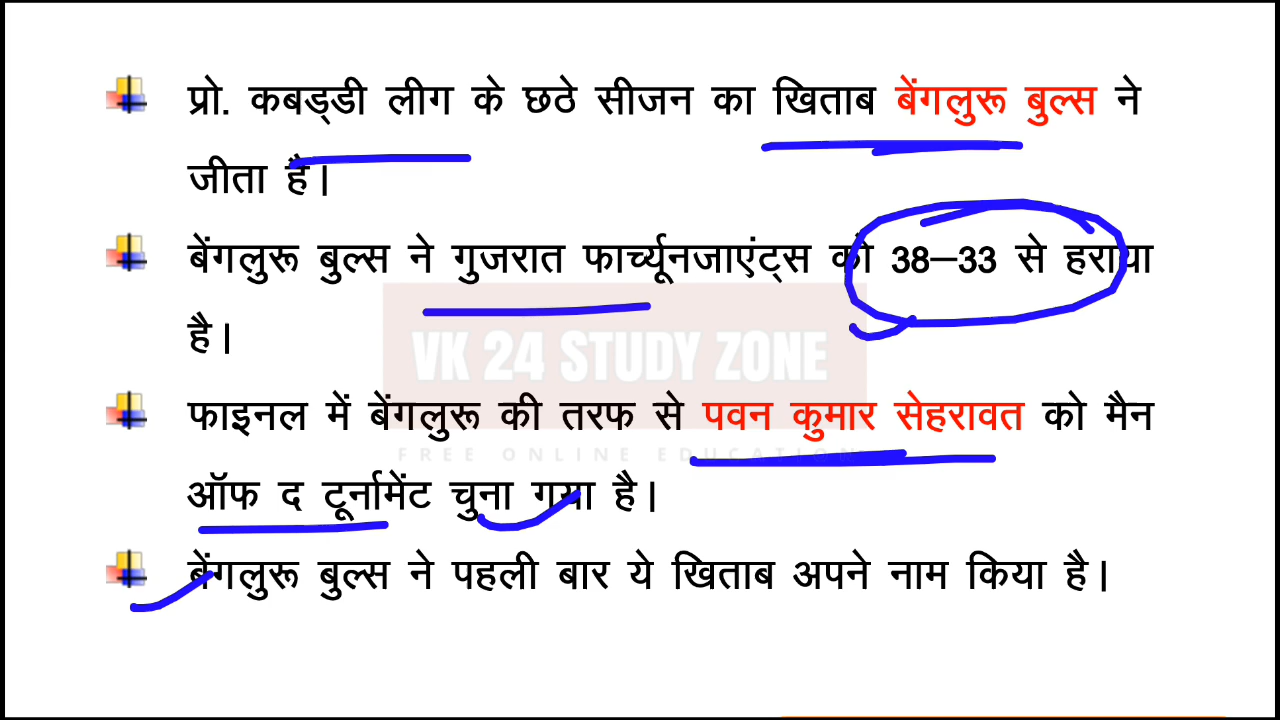 प्रो. कबड्डी लीग के छठे सीजन का खिताब बेंगलुरू बुल्स ने
जीता है।
बेंगलुरू बुल्स ने गुजरात फार्च्यूनजाएंट्स को 38–33 से हराया
है।
VK 24 STUDY ZONE
फाइनल में बेंगलुरू की तरफ से पवन कुमार सेहरावत को मैन
FREE ONLINE EDUCATION
ऑफ द टूर्नामेंट चुना गया है।
बेंगलुरू बुल्स ने पहली बार ये खिताब अपने नाम किया है।